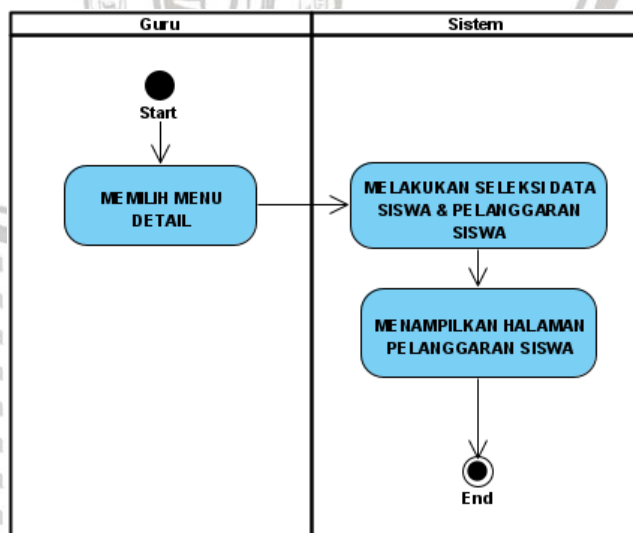 Guru
Sistem
Start
MEMILIH MENU
DETAIL
MELAKUKAN SELEKSI DATA
SISWA & PELANGGARAN
SISWA
MENAMPILKAN HALAMAN
PELANGGARAN SISWA
End